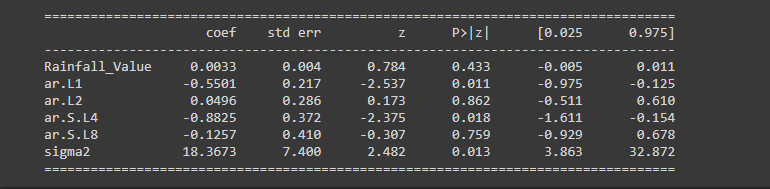 ==============================================================================
                     coef    std err          z      P>|z|      [0.025      0.975]
------------------------------------------------------------------------------
Rainfall_Value     0.0033      0.004      0.784      0.433      -0.005       0.011
ar.L1             -0.5501      0.217     -2.537      0.011      -0.975      -0.125
ar.L2              0.0496      0.286      0.173      0.862      -0.511       0.610
ar.S.L4           -0.8825      0.372     -2.375      0.018      -1.611      -0.154
ar.S.L8           -0.1257      0.410     -0.307      0.759      -0.929       0.678
sigma2            18.3673      7.400      2.482      0.013       3.863      32.872
==============================================================================